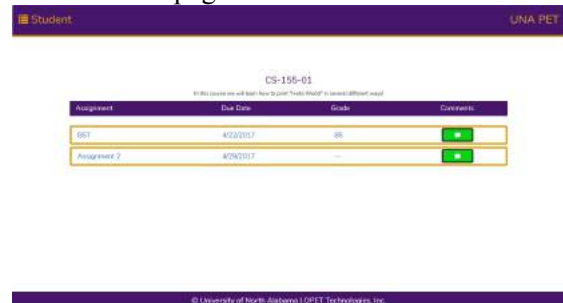 Student UNA PET
CS-155-01
In this course we will learn how to print "Hello World" in several different ways!
Assignment Due Date Grade Comments
4/22/2017 86
Assignment 2 4/29/2017 --
© University of North Alabama | OPET Technologies, Inc.